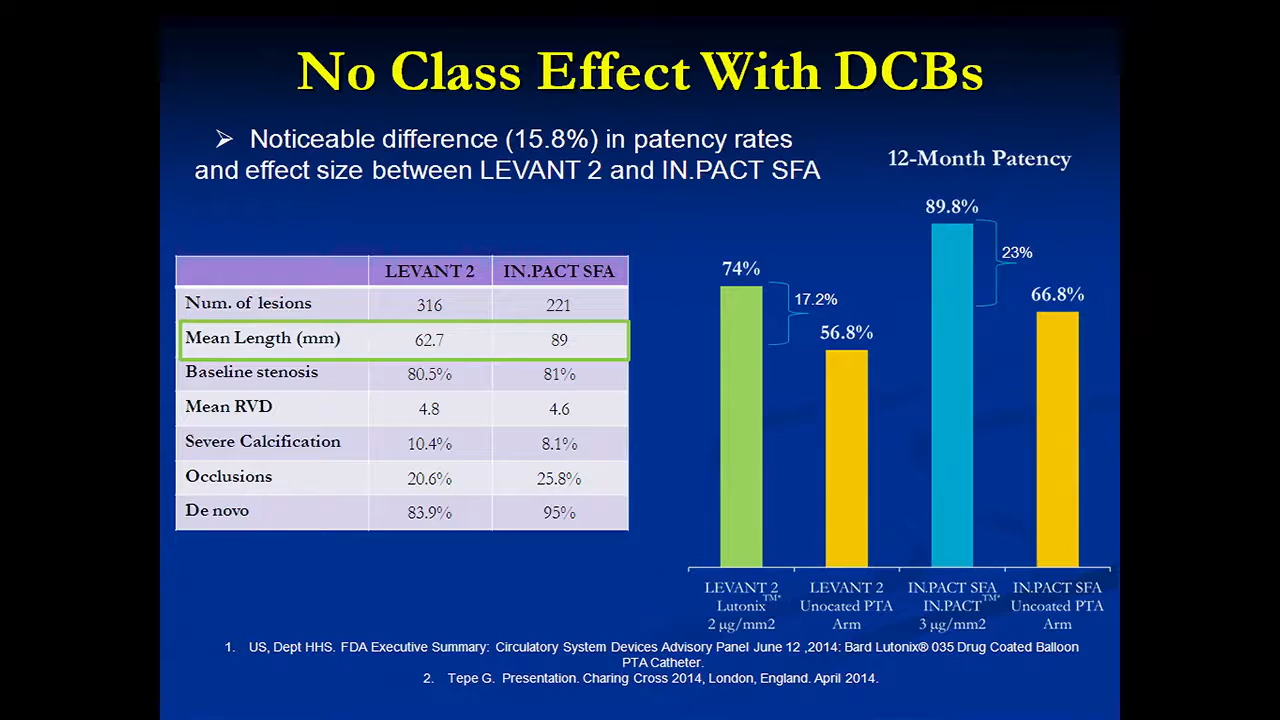 No Class Effect With DCBs
➢ Noticeable difference (15.8%) in patency rates
and effect size between LEVANT 2 and IN.PACT SFA
12-Month Patency
LEVANT 2 IN.PACT SFA
Num. of lesions 316 221
Mean Length (mm) 62.7 89
Baseline stenosis 80.5% 81%
Mean RVD 4.8 4.6
Severe Calcification 10.4% 8.1%
Occlusions 20.6% 25.8%
De novo 83.9% 95%
74%
17.2%
56.8%
89.8%
23%
66.8%
LEVANT 2
Lutonix™*
2 µg/mm2
LEVANT 2
Unocated PTA
Arm
IN.PACT SFA
IN.PACT™*
3 µg/mm2
IN.PACT SFA
Uncoated PTA
Arm
1. US, Dept HHS. FDA Executive Summary: Circulatory System Devices Advisory Panel June 12 ,2014: Bard Lutonix® 035 Drug Coated Balloon
PTA Catheter.
2. Tepe G. Presentation. Charing Cross 2014, London, England. April 2014.